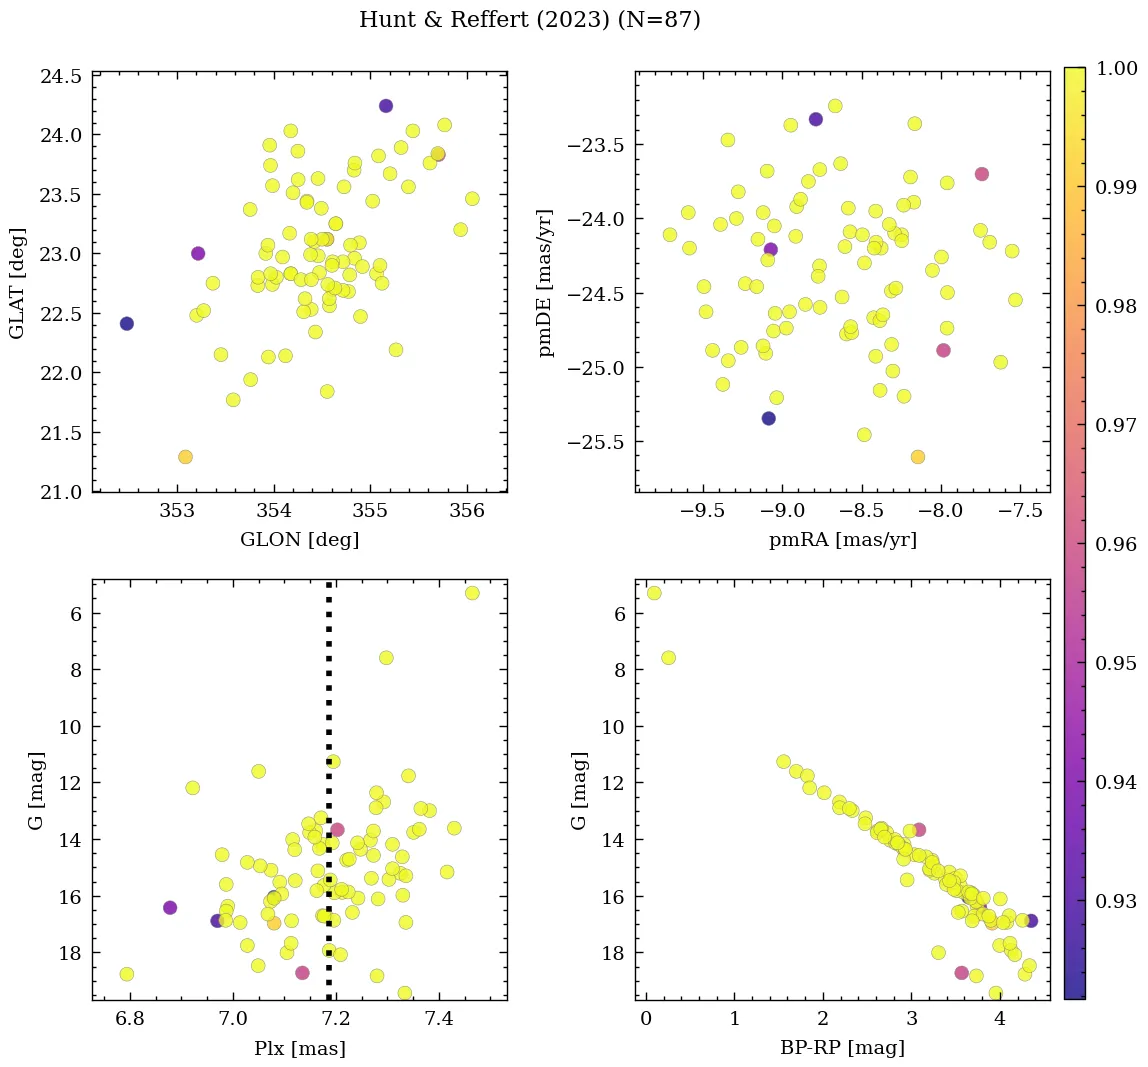 Hunt & Reffert (2023) (N=87)
24.5
24.0
23.5
23.0
22.5
22.0
21.5
21.0
GLAT [deg]
353 354 355 356
GLON [deg]
−23.5
−24.0
−24.5
−25.0
−25.5
pmDE [mas/yr]
−9.5 −9.0 −8.5 −8.0 −7.5
pmRA [mas/yr]
6
8
10
12
14
16
18
G [mag]
6.8 7.0 7.2 7.4
Plx [mas]
6
8
10
12
14
16
18
G [mag]
0 1 2 3 4
BP-RP [mag]
1.00
0.99
0.98
0.97
0.96
0.95
0.94
0.93